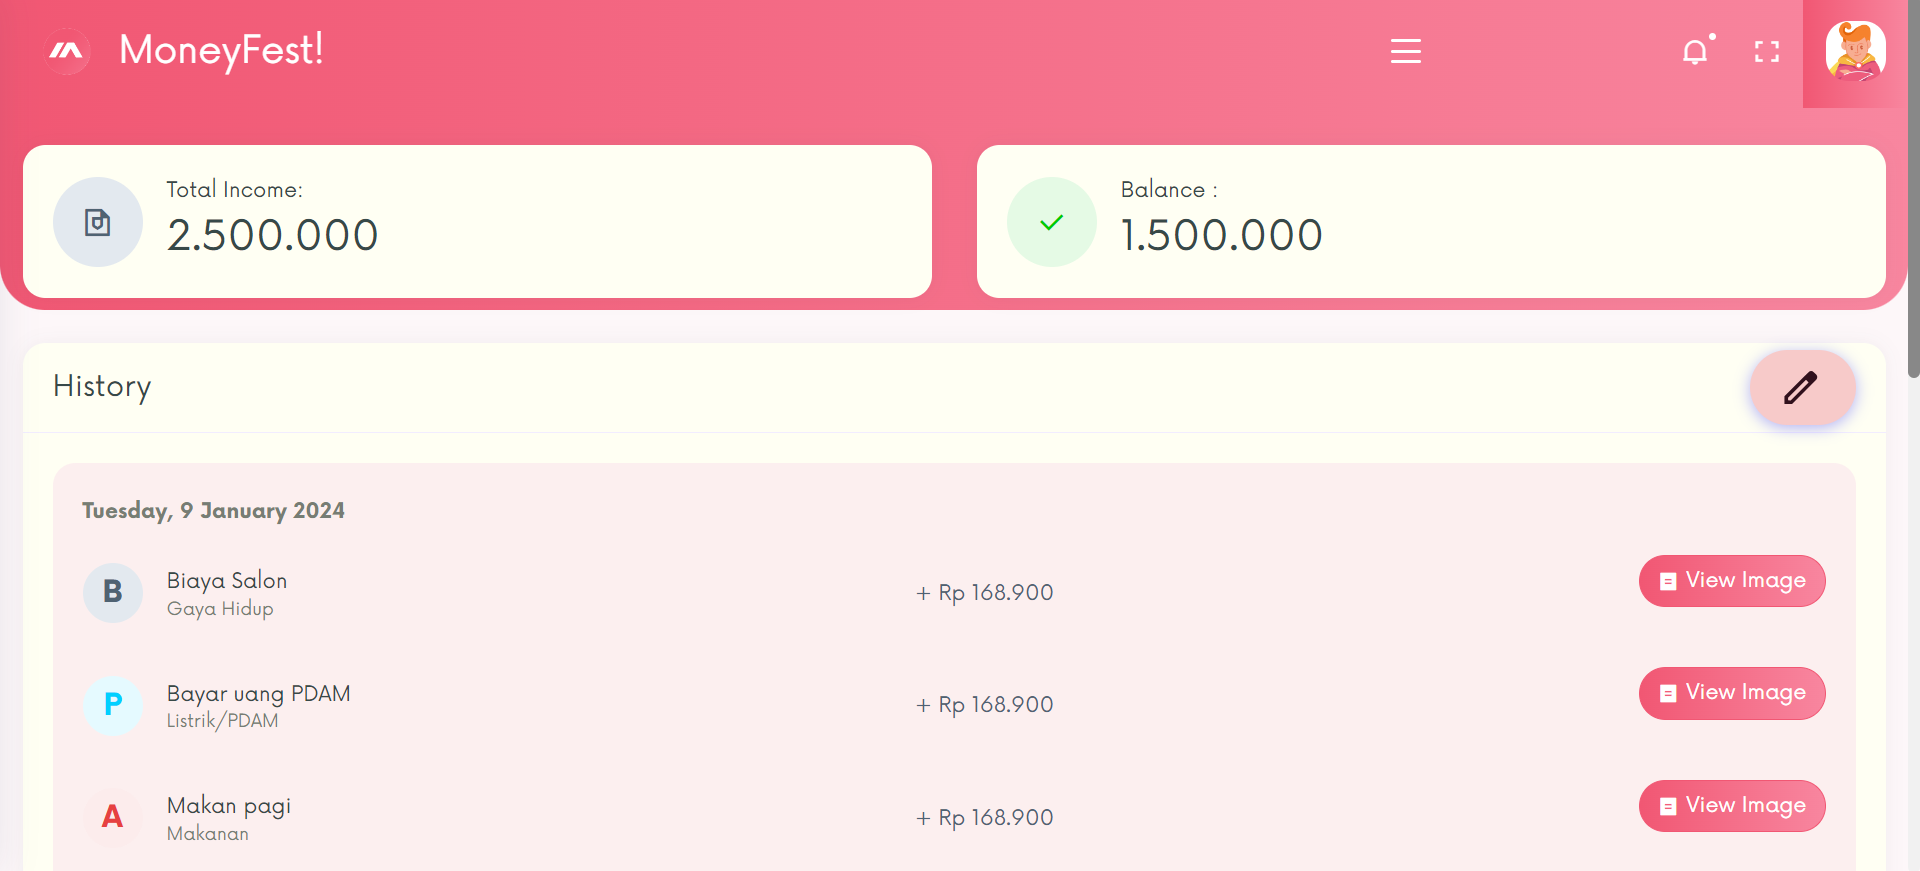 MoneyFest!
Total Income:
2.500.000
Balance :
1.500.000
History
Tuesday, 9 January 2024
B
Biaya Salon
Gaya Hidup
+ Rp 168.900
View Image
P
Bayar uang PDAM
Listrik/PDAM
+ Rp 168.900
View Image
A
Makan pagi
Makanan
+ Rp 168.900
View Image